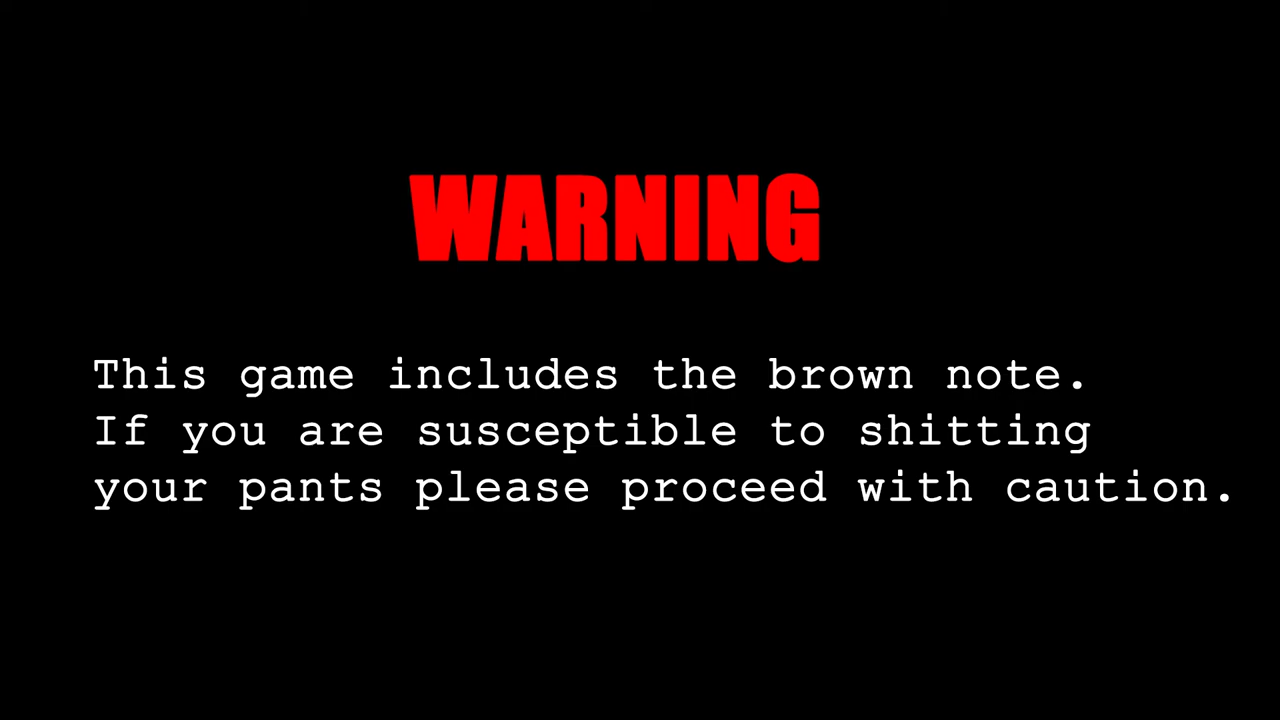 WARNING
This game includes the brown note.
If you are susceptible to shitting
your pants please proceed with caution.